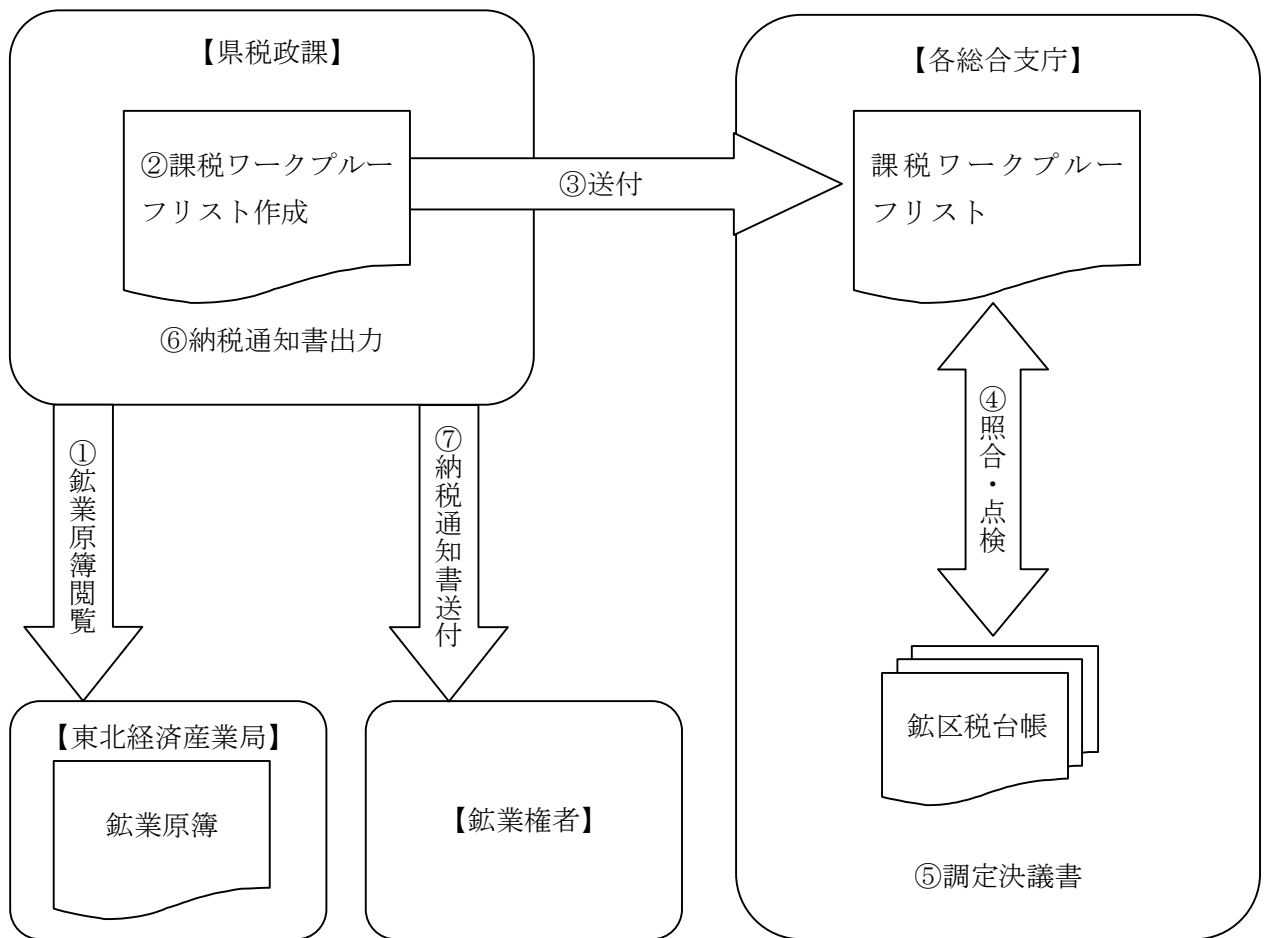 【県税政課】
②課税ワークプルー
フリスト作成
⑥納税通知書出力
③送付
【各総合支庁】
課税ワークプルー
フリスト
④照合・点検
鉱区税台帳
⑤調定決議書
①鉱業原簿閲覧
⑦納税通知書送付
【東北経済産業局】
鉱業原簿
【鉱業権者】